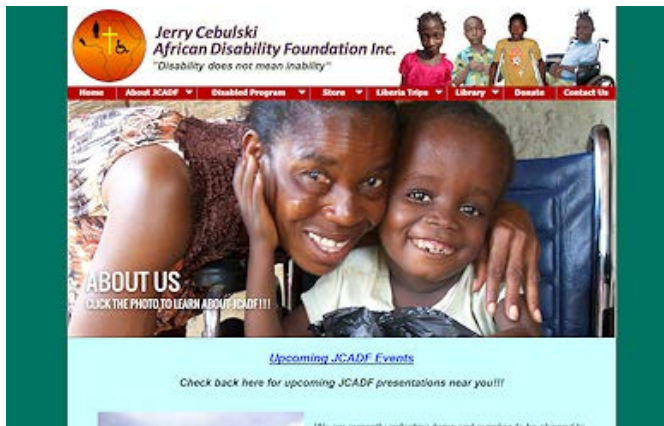 Jerry Cebulski
African Disability Foundation Inc.
"Disability does not mean inability"
Home About JCADF Disabled Program Store Liberia Trips Library Donate Contact Us
ABOUT US
CLICK THE PHOTO TO LEARN ABOUT JCADF!!!
Upcoming JCADF Events
Check back here for upcoming JCADF presentations near you!!!